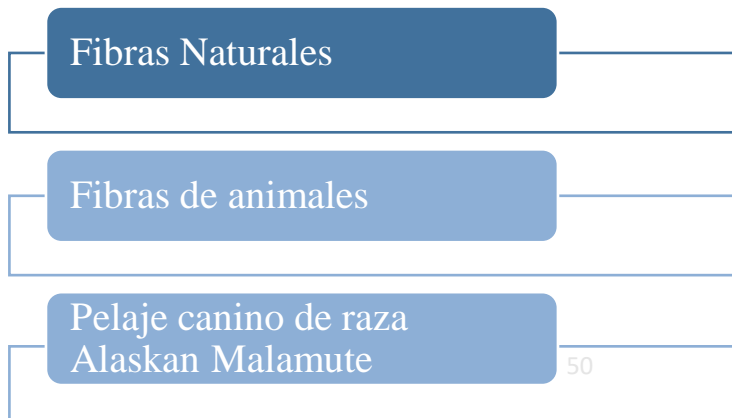 Fibras Naturales
Fibras de animales
Pelaje canino de raza
Alaskan Malamute
50